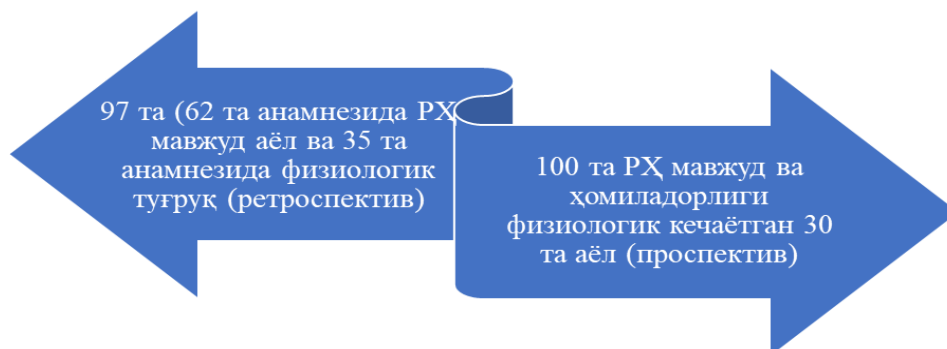 97 та (62 та анамнезида РҲ
мавжуд аёл ва 35 та
анамнезида физиологик
туғруқ (ретроспектив)
100 та РҲ мавжуд ва
ҳомиладорлиги
физиологик кечаётган 30
та аёл (проспектив)